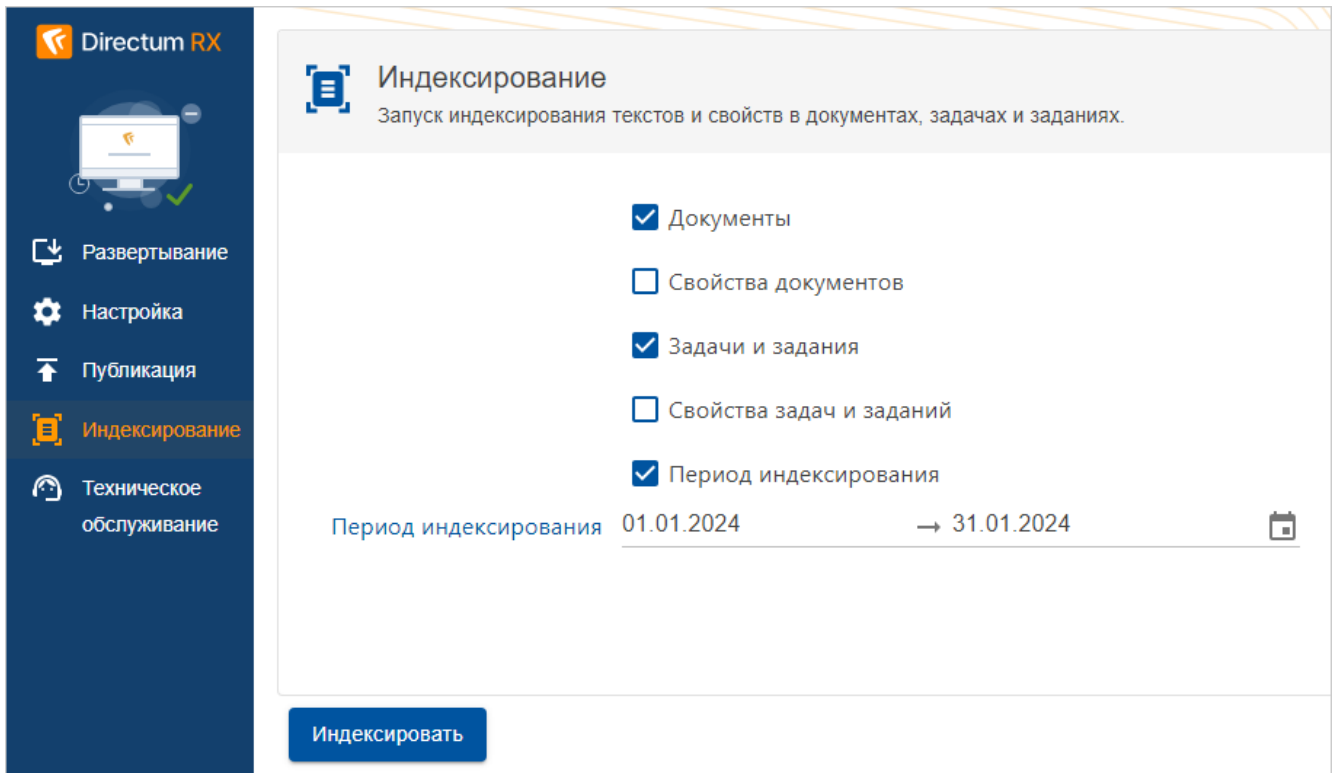 Directum RX
Развертывание
Настройка
Публикация
Индексирование
Техническое
обслуживание
Индексирование
Запуск индексирования текстов и свойств в документах, задачах и заданиях.
Документы
Свойства документов
Задачи и задания
Свойства задач и заданий
Период индексирования
Период индексирования 01.01.2024 → 31.01.2024
Индексировать